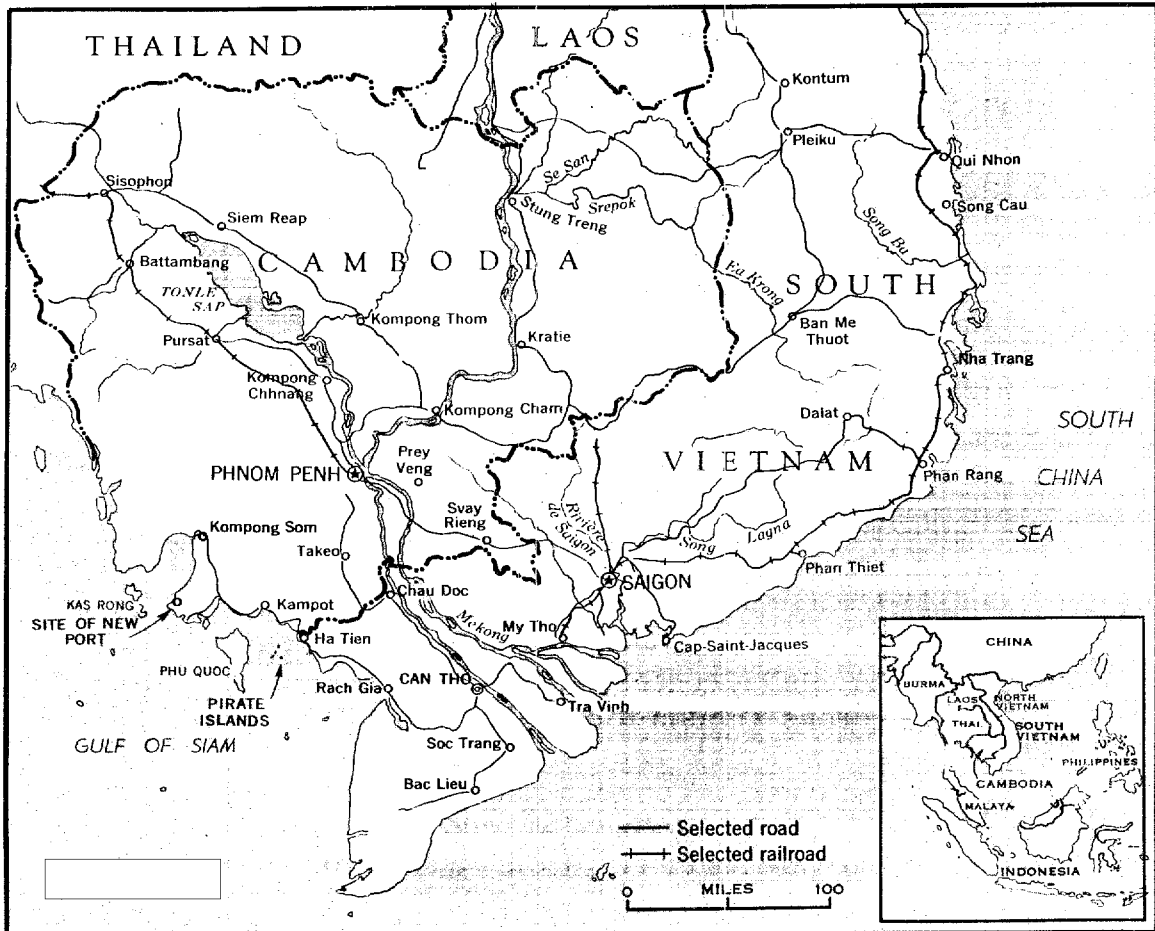 THAILAND
LAOS
Kontum
Pleiku
Qui Nhon
Se San
Sisophon
Siem Reap
Stung Treng
Srepok
Song Cau
Song Ba
CAMBODIA
Battambang
TONLE
SAP
Ea Krong
SOUTH
Kompong Thom
Ban Me
Thuot
Pursat
Kratie
Nha Trang
Kompong
Chhnang
Kompong Cham
Dalat
SOUTH
VIETNAM
Prey
Veng
PHNOM PENH
Phan Rang
CHINA
Svay
Rieng
Rivière
de Saigon
Kompong Som
Song Lagna
SEA
Takeo
Phan Thiet
SAIGON
Chau Doc
KAS RONG
SITE OF NEW
PORT
Kampot
Mekong
My Tho
Ha Tien
Cap-Saint-Jacques
PHU QUOC
CAN THO
Rach Gia
PIRATE
ISLANDS
Tra Vinh
GULF OF SIAM
Soc Trang
Bac Lieu
Selected road
Selected railroad
0 MILES 100
CHINA
BURMA
LAOS
NORTH
VIETNAM
THAI.
SOUTH
VIETNAM
PHILIPPINES
CAMBODIA
MALAYA
INDONESIA